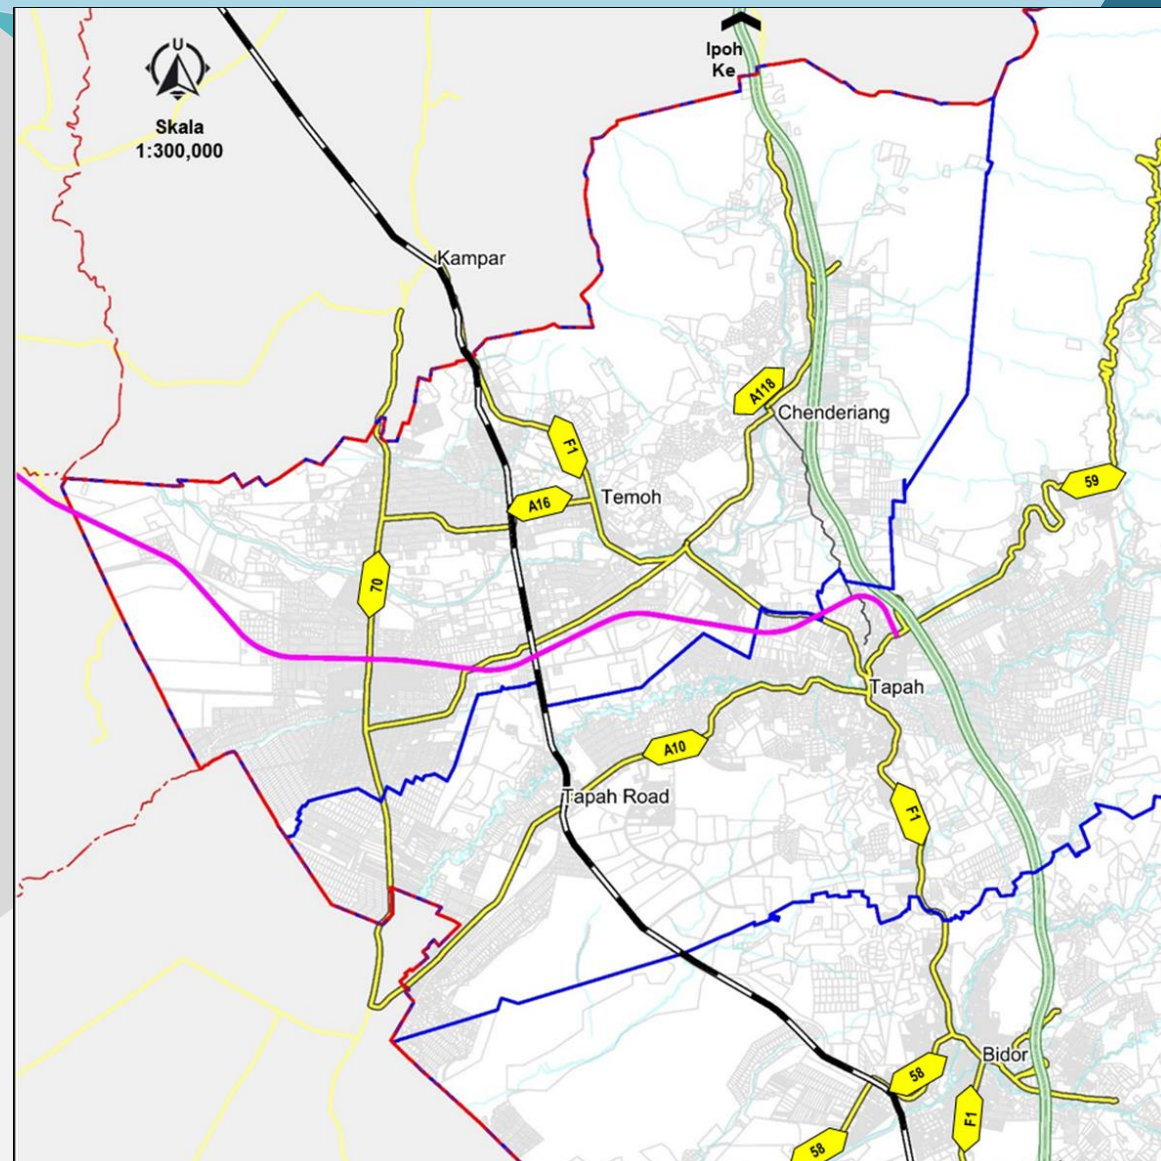 Ipoh
Ke
U
Skala
1:300,000
Kampar
A118
Chenderiang
F1
59
A16
Temoh
70
Tapah
A10
Tapah Road
F1
Bidor
58
F1
58